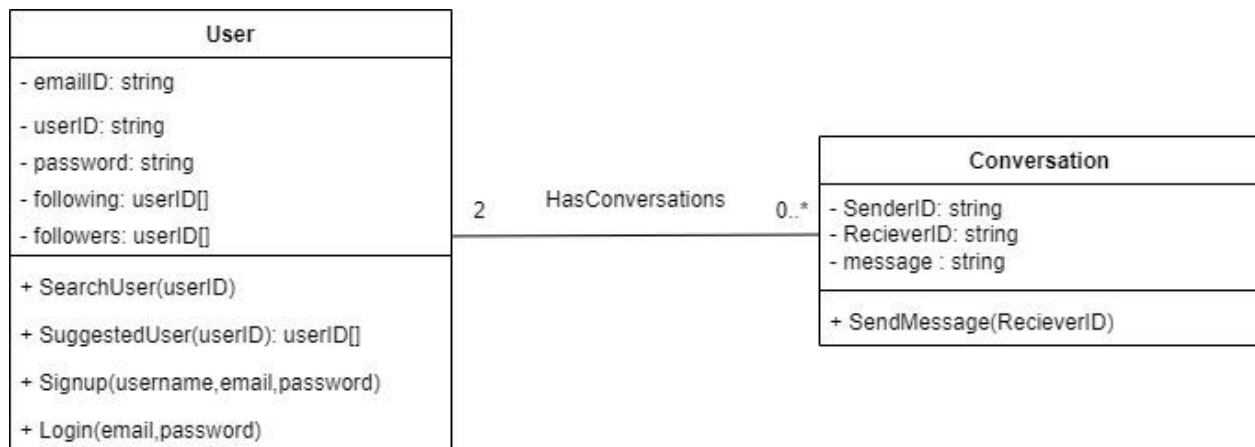 User
- emailID: string
- userID: string
- password: string
- following: userID[]
- followers: userID[]
+ SearchUser(userID)
+ SuggestedUser(userID): userID[]
+ Signup(username,email,password)
+ Login(email,password)
2
HasConversations
0..*
Conversation
- SenderID: string
- RecieverID: string
- message : string
+ SendMessage(RecieverID)